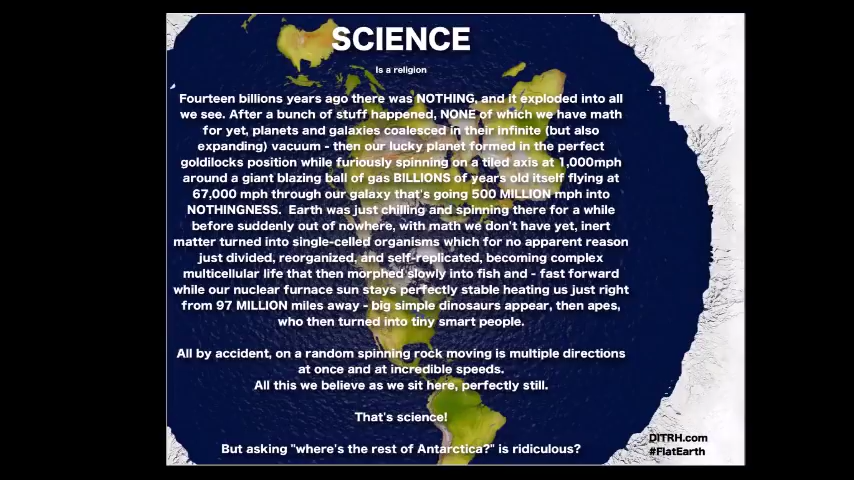 SCIENCE
Is a religion
Fourteen billions years ago there was NOTHING, and it exploded into all
we see. After a bunch of stuff happened, NONE of which we have math
for yet, planets and galaxies coalesced in their infinite (but also
expanding) vacuum - then our lucky planet formed in the perfect
goldilocks position while furiously spinning on a tiled axis at 1,000mph
around a giant blazing ball of gas BILLIONS of years old itself flying at
67,000 mph through our galaxy that's going 500 MILLION mph into
NOTHINGNESS. Earth was just chilling and spinning there for a while
before suddenly out of nowhere, with math we don't have yet, inert
matter turned into single-celled organisms which for no apparent reason
just divided, reorganized, and self-replicated, becoming complex
multicellular life that then morphed slowly into fish and - fast forward
while our nuclear furnace sun stays perfectly stable heating us just right
from 97 MILLION miles away - big simple dinosaurs appear, then apes,
who then turned into tiny smart people.
All by accident, on a random spinning rock moving is multiple directions
at once and at incredible speeds.
All this we believe as we sit here, perfectly still.
That's science!
But asking "where's the rest of Antarctica?" is ridiculous?
DITRH.com
#FlatEarth